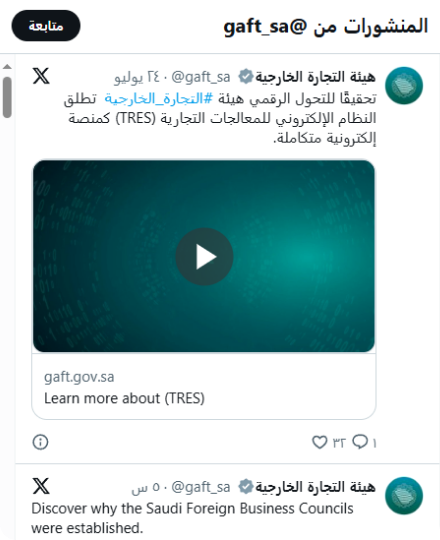 المنشورات من @gaft_sa
متابعة
هيئة التجارة الخارجية @gaft_sa · ٢٤ يوليو
تحقيقًا للتحول الرقمي هيئة #التجارة_الخارجية تطلق
النظام الإلكتروني للمعالجات التجارية (TRES) كمنصة
إلكترونية متكاملة.
gaft.gov.sa
Learn more about (TRES)
١ ٣٢
هيئة التجارة الخارجية @gaft_sa · ٥ س
Discover why the Saudi Foreign Business Councils
were established.